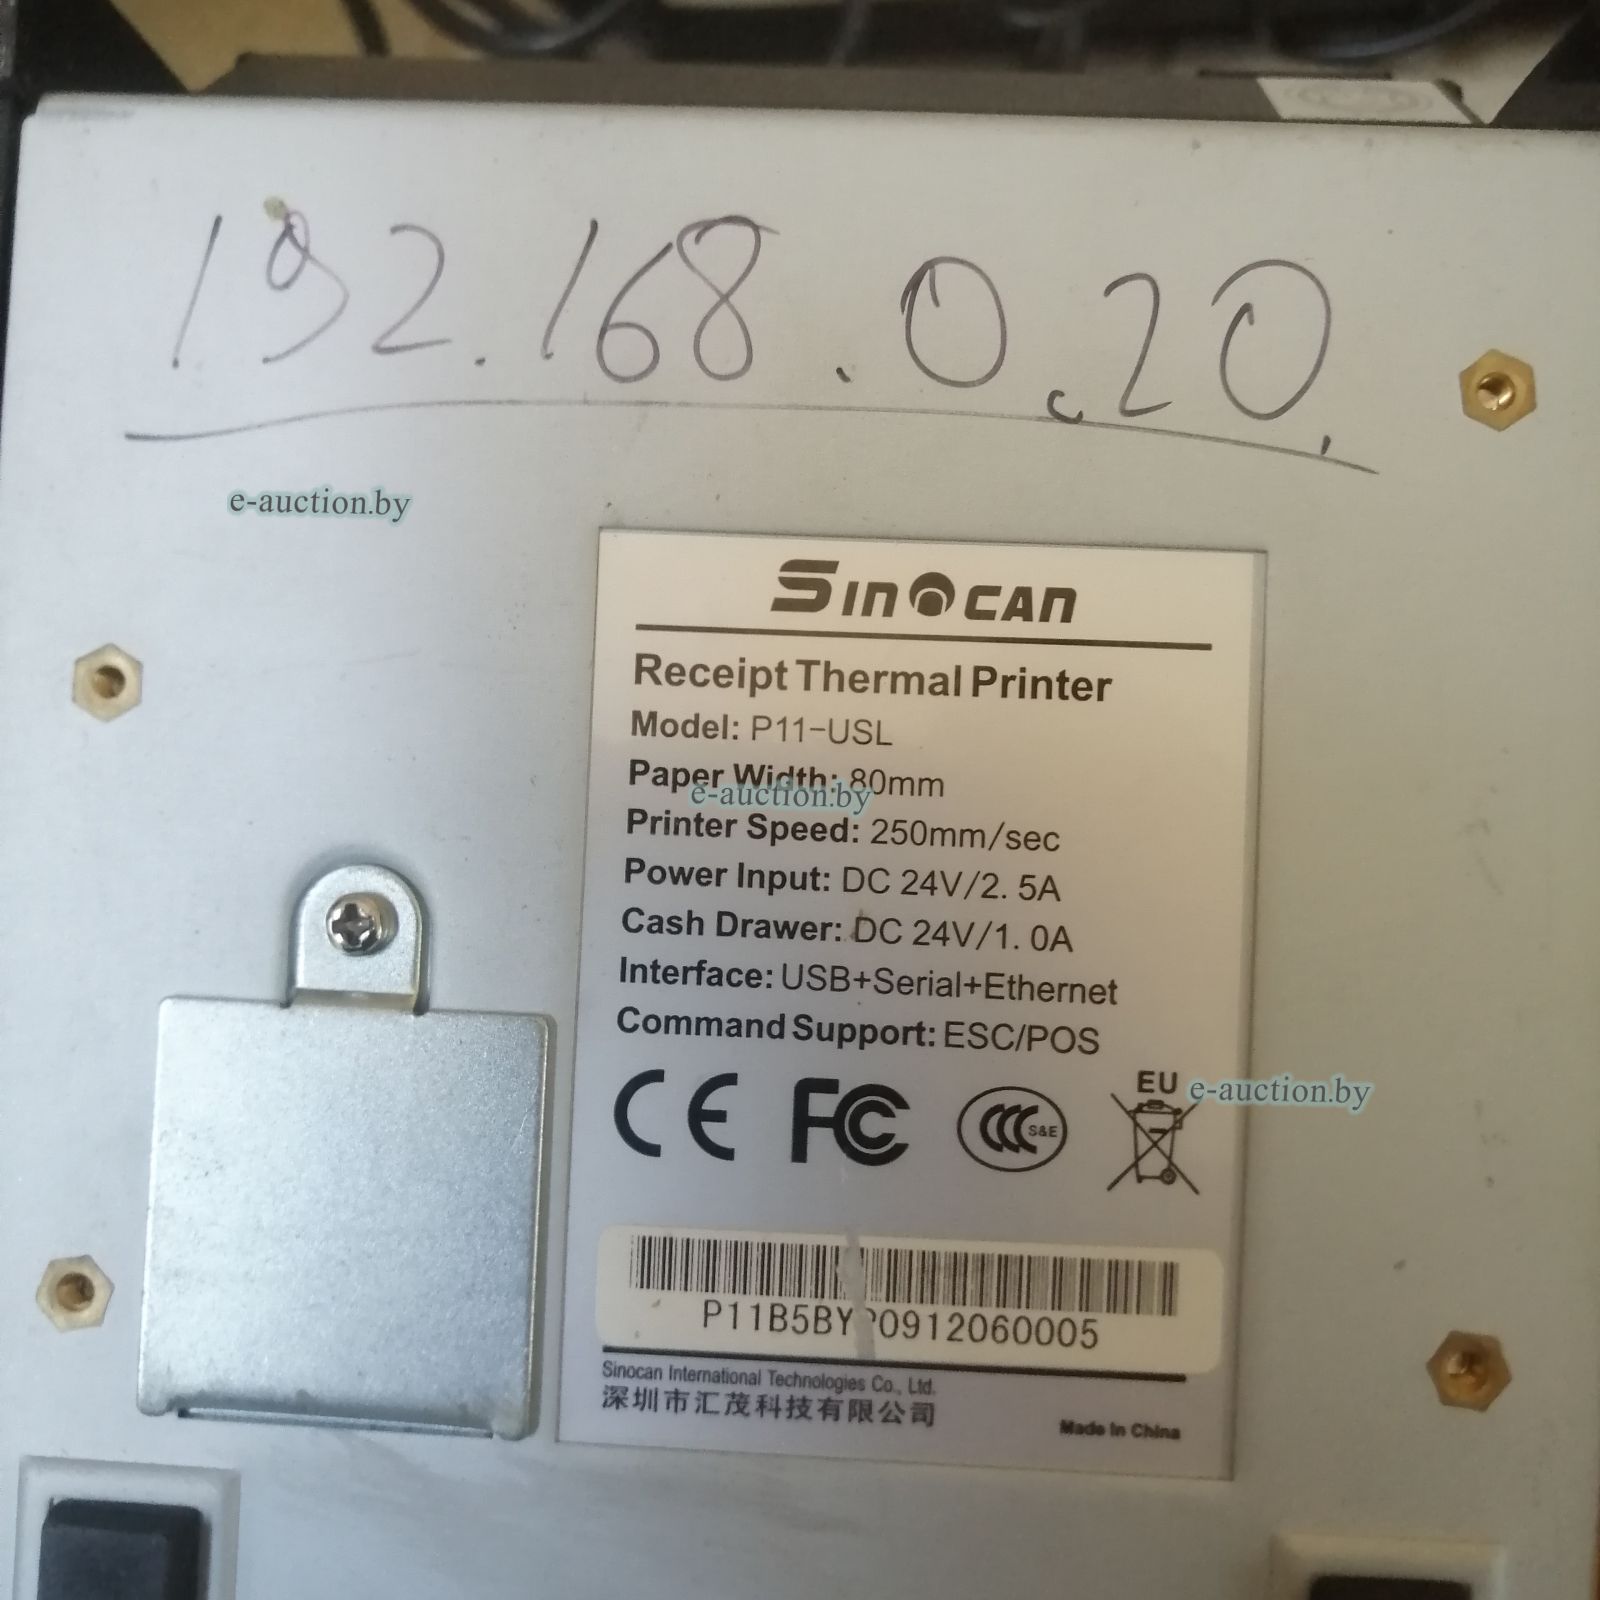 192.168.0.20.
e-auction.by
Sinocan
Receipt Thermal Printer
Model: P11-USL
Paper Width: 80mm
e-auction.by
Printer Speed: 250mm/sec
Power Input: DC 24V/2.5A
Cash Drawer: DC 24V/1.0A
Interface: USB+Serial+Ethernet
Command Support: ESC/POS
CE FC CCC S&E EU
e-auction.by
Sinocan International Technologies Co., Ltd.
深圳市汇茂科技有限公司
Made In China